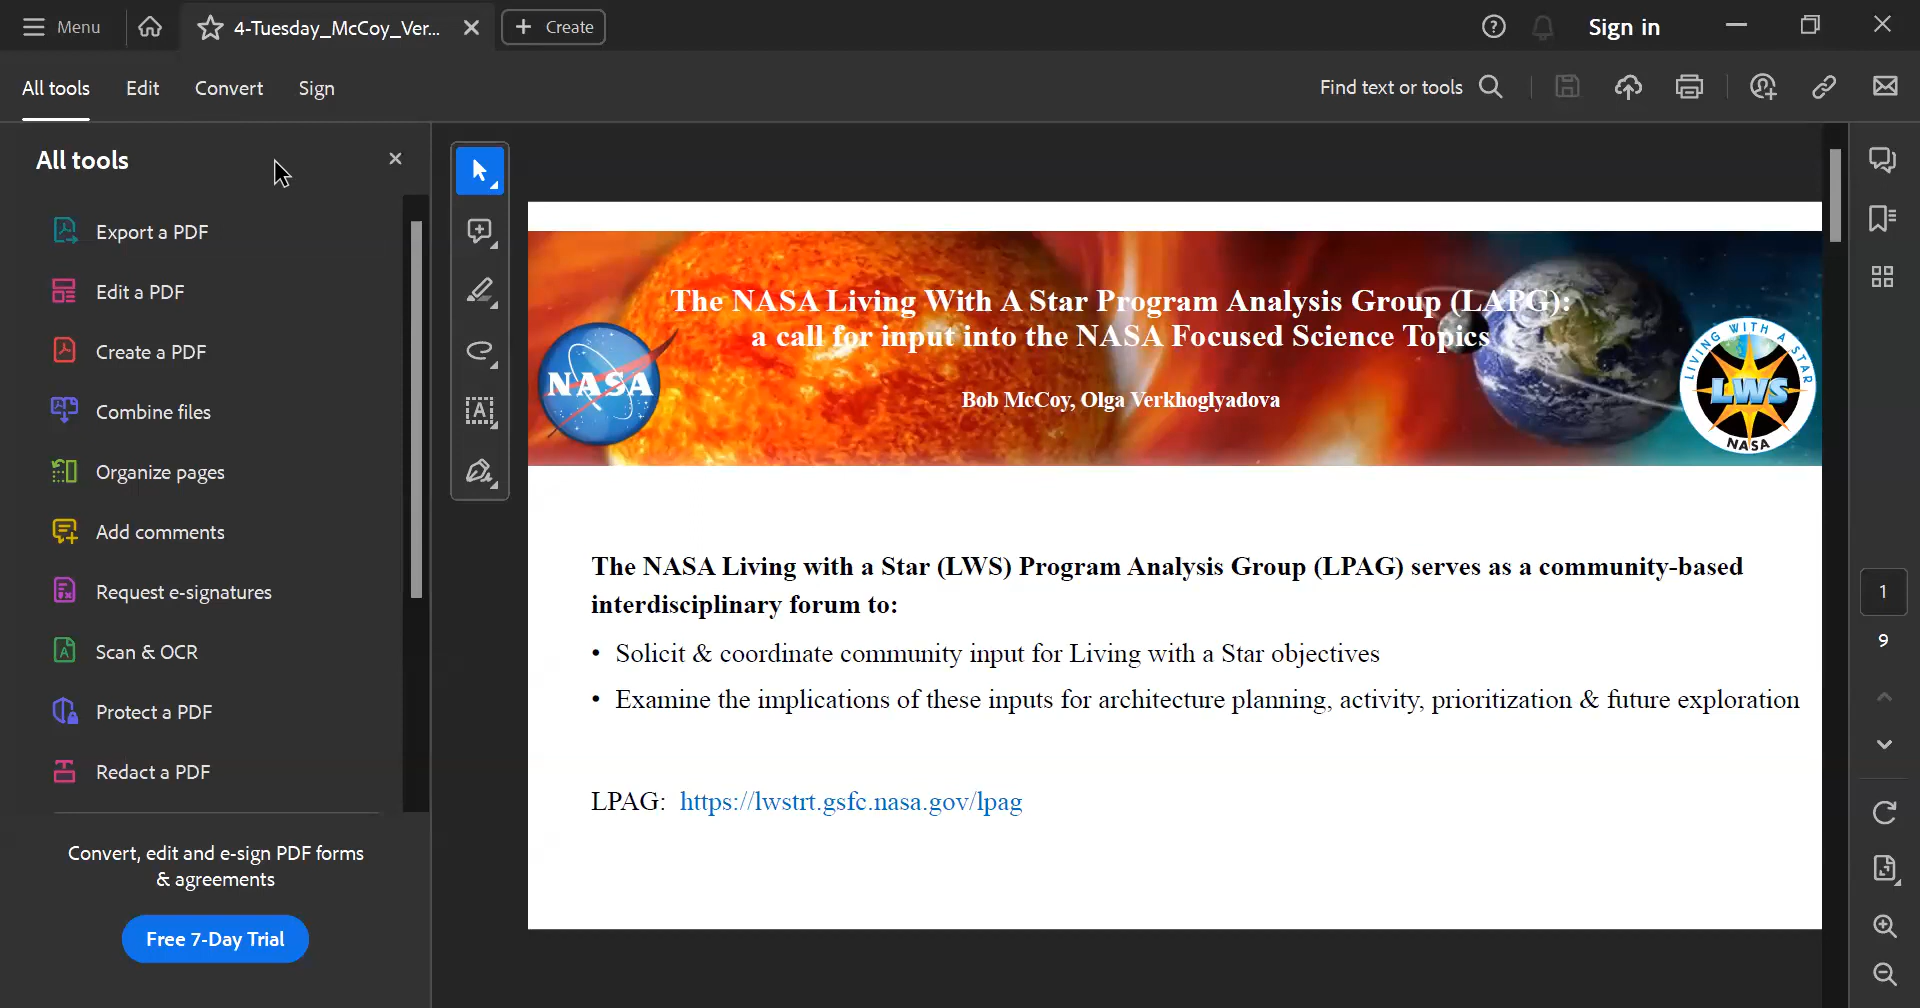 Menu
4-Tuesday_McCoy_Ver...
Create
Sign in
All tools
Edit
Convert
Sign
Find text or tools
All tools
Export a PDF
Edit a PDF
Create a PDF
Combine files
Organize pages
Add comments
Request e-signatures
Scan & OCR
Protect a PDF
Redact a PDF
Convert, edit and e-sign PDF forms
& agreements
Free 7-Day Trial
The NASA Living With A Star Program Analysis Group (LAPG):
a call for input into the NASA Focused Science Topics
Bob McCoy, Olga Verkhoglyadova
NASA
LIVING WITH A STAR
LWS
NASA
The NASA Living with a Star (LWS) Program Analysis Group (LPAG) serves as a community-based
interdisciplinary forum to:
• Solicit & coordinate community input for Living with a Star objectives
• Examine the implications of these inputs for architecture planning, activity, prioritization & future exploration
LPAG: https://lwstrt.gsfc.nasa.gov/lpag
1
9